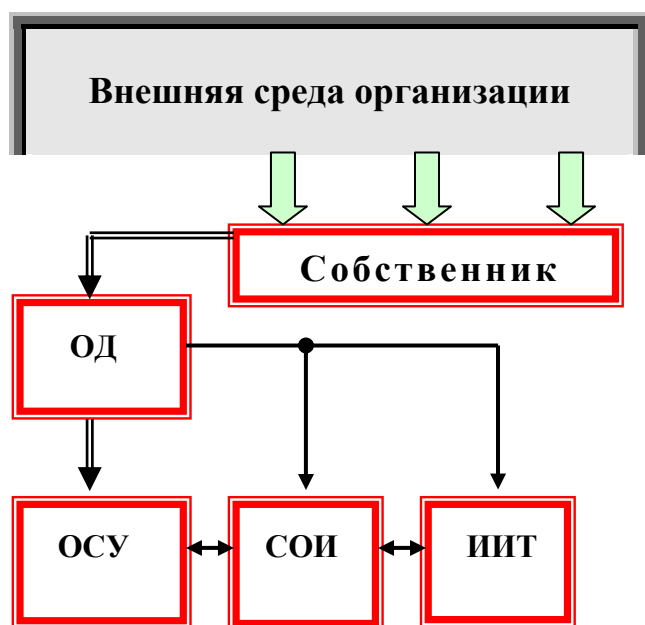 Внешняя среда организации
Собственник
ОД
ОСУ
СОИ
ИИТ